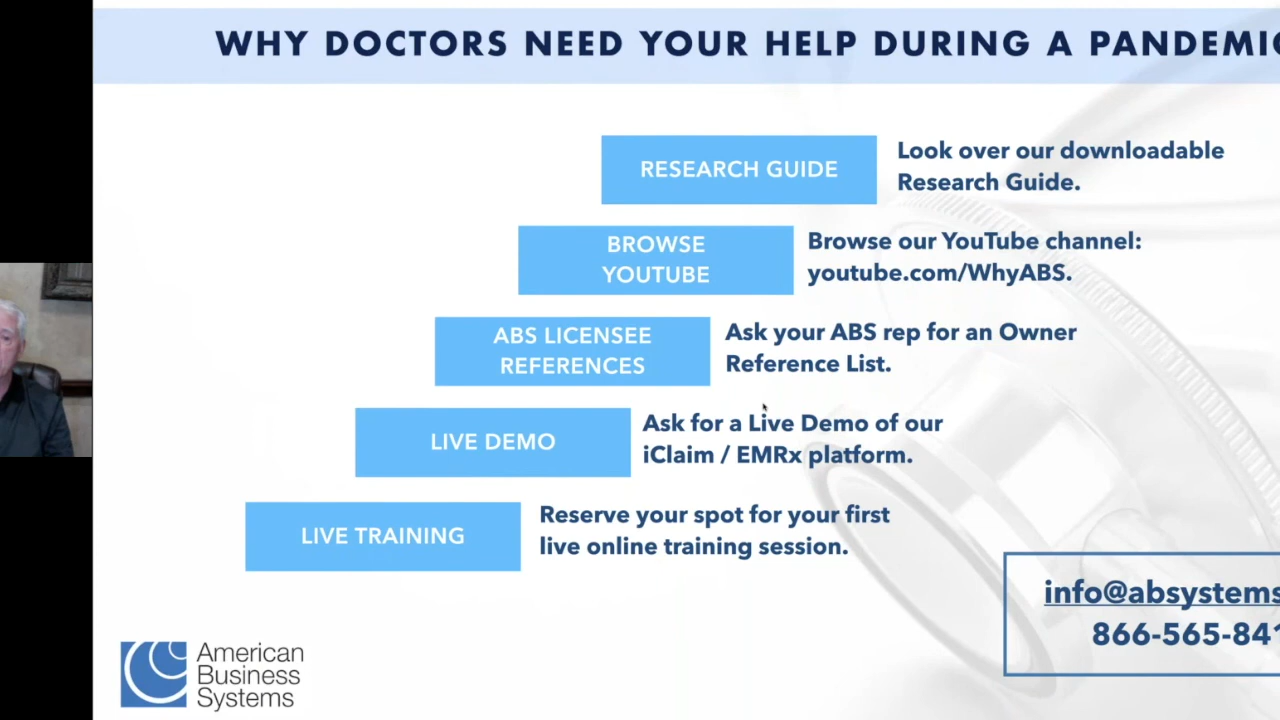 WHY DOCTORS NEED YOUR HELP DURING A PANDEMIC
RESEARCH GUIDE
Look over our downloadable
Research Guide.
BROWSE
YOUTUBE
Browse our YouTube channel:
youtube.com/WhyABS.
ABS LICENSEE
REFERENCES
Ask your ABS rep for an Owner
Reference List.
LIVE DEMO
Ask for a Live Demo of our
iClaim / EMRx platform.
LIVE TRAINING
Reserve your spot for your first
live online training session.
info@absystems
866-565-84
American
Business
Systems